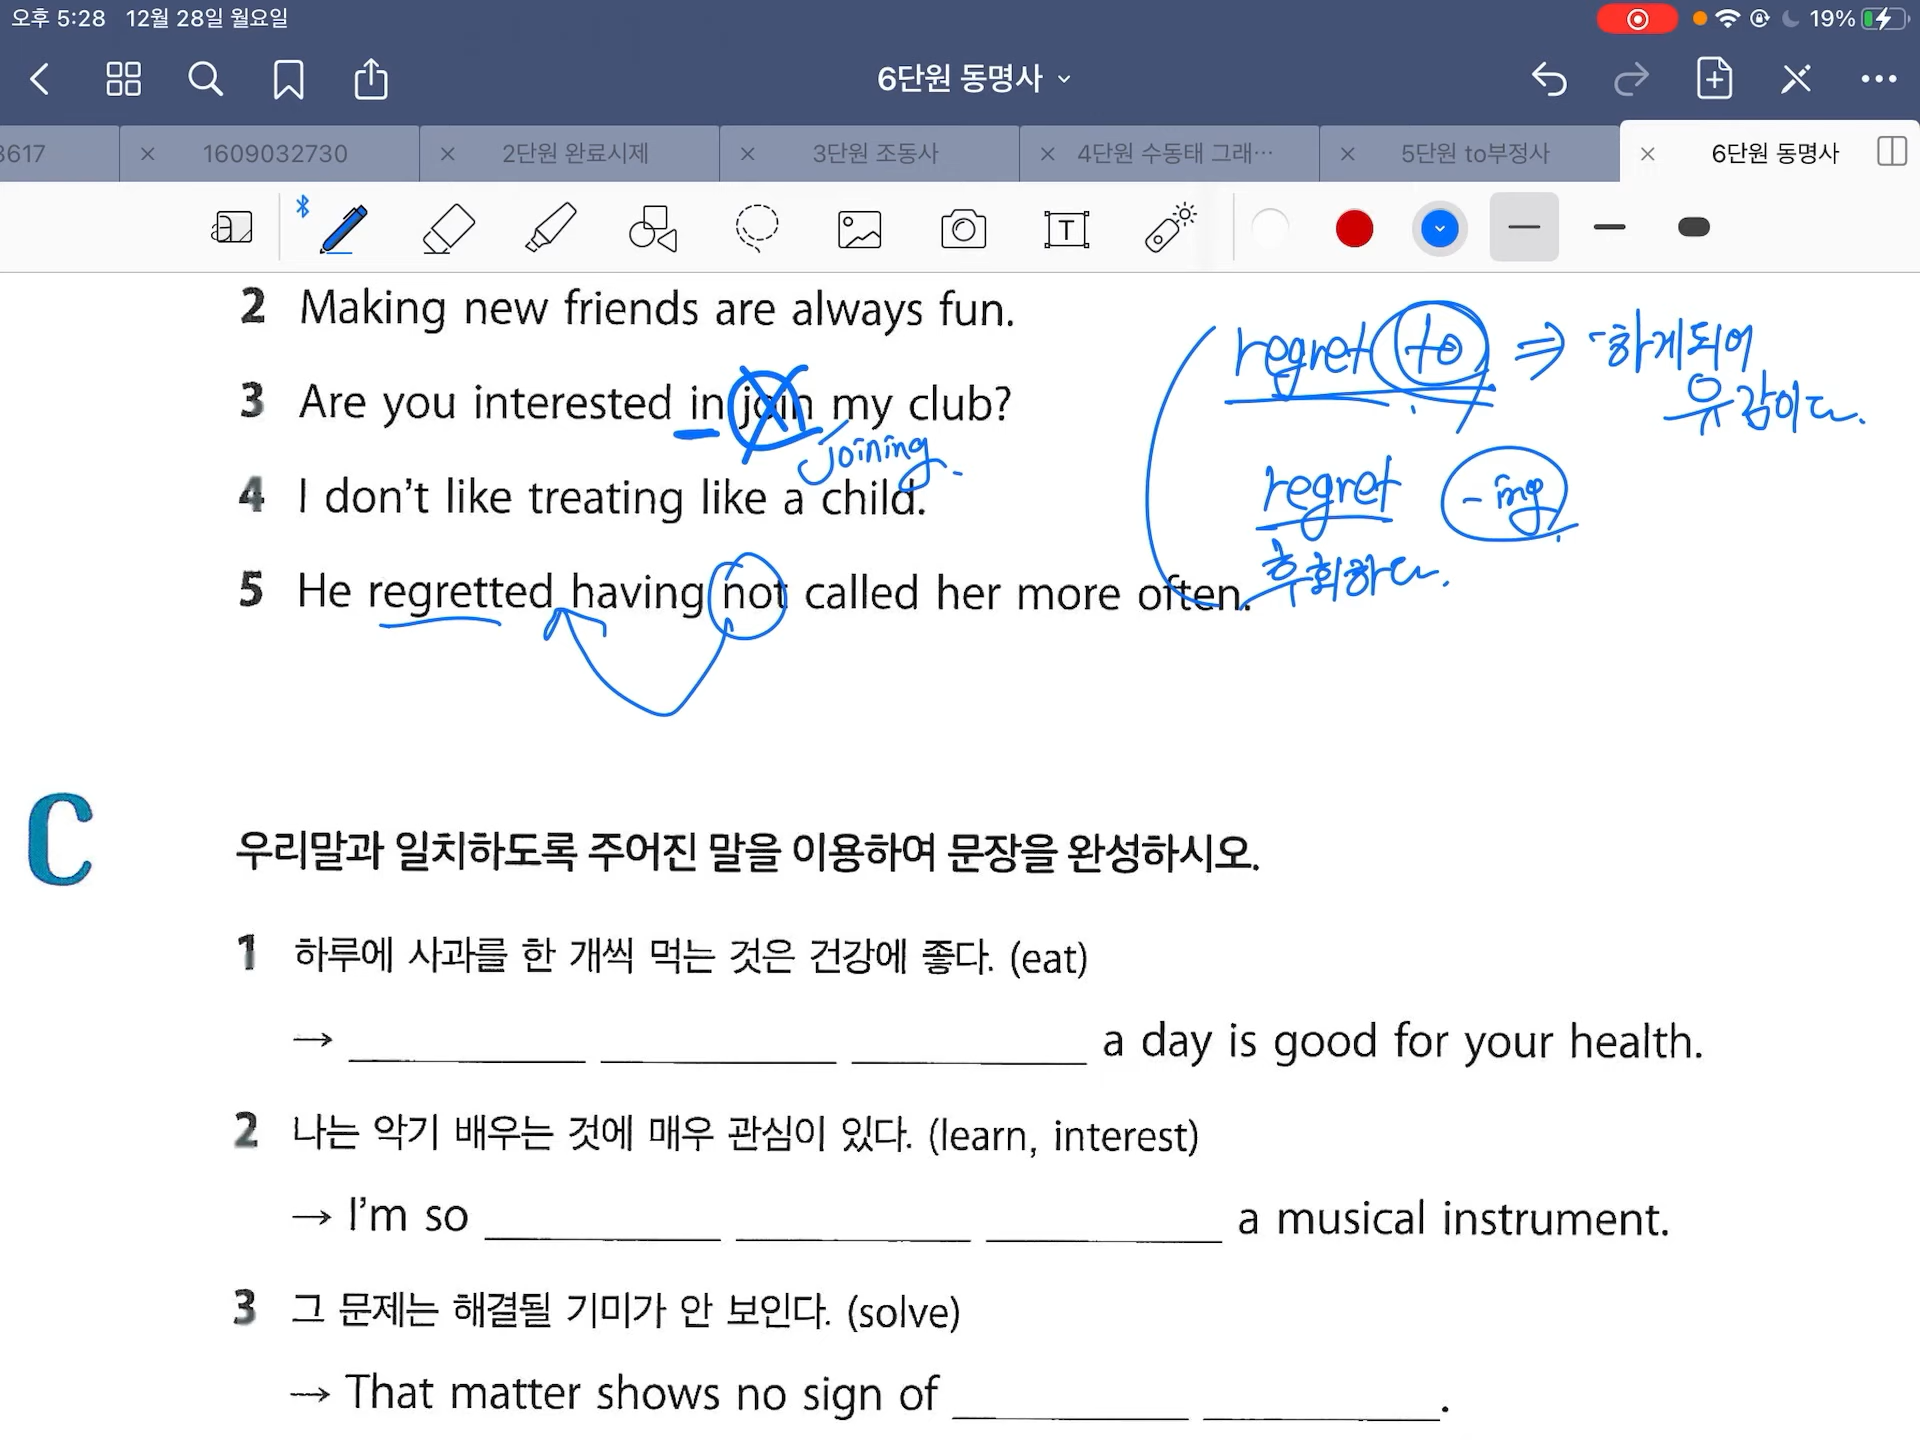 오후 5:28 12월 28일 월요일 19%
6단원 동명사
3617 1609032730 2단원 완료시제 3단원 조동사 4단원 수동태 그래… 5단원 to부정사 6단원 동명사
T
2 Making new friends are always fun.
regret to ⇒ -하게되어
유감이다.
3 Are you interested in join my club?
joining.
4 I don't like treating like a child.
regret -ing
후회하다.
5 He regretted having not called her more often.
C 우리말과 일치하도록 주어진 말을 이용하여 문장을 완성하시오.
1 하루에 사과를 한 개씩 먹는 것은 건강에 좋다. (eat)
→ ________ ________ ________ a day is good for your health.
2 나는 악기 배우는 것에 매우 관심이 있다. (learn, interest)
→ I'm so ________ ________ ________ a musical instrument.
3 그 문제는 해결될 기미가 안 보인다. (solve)
→ That matter shows no sign of ________ ________.